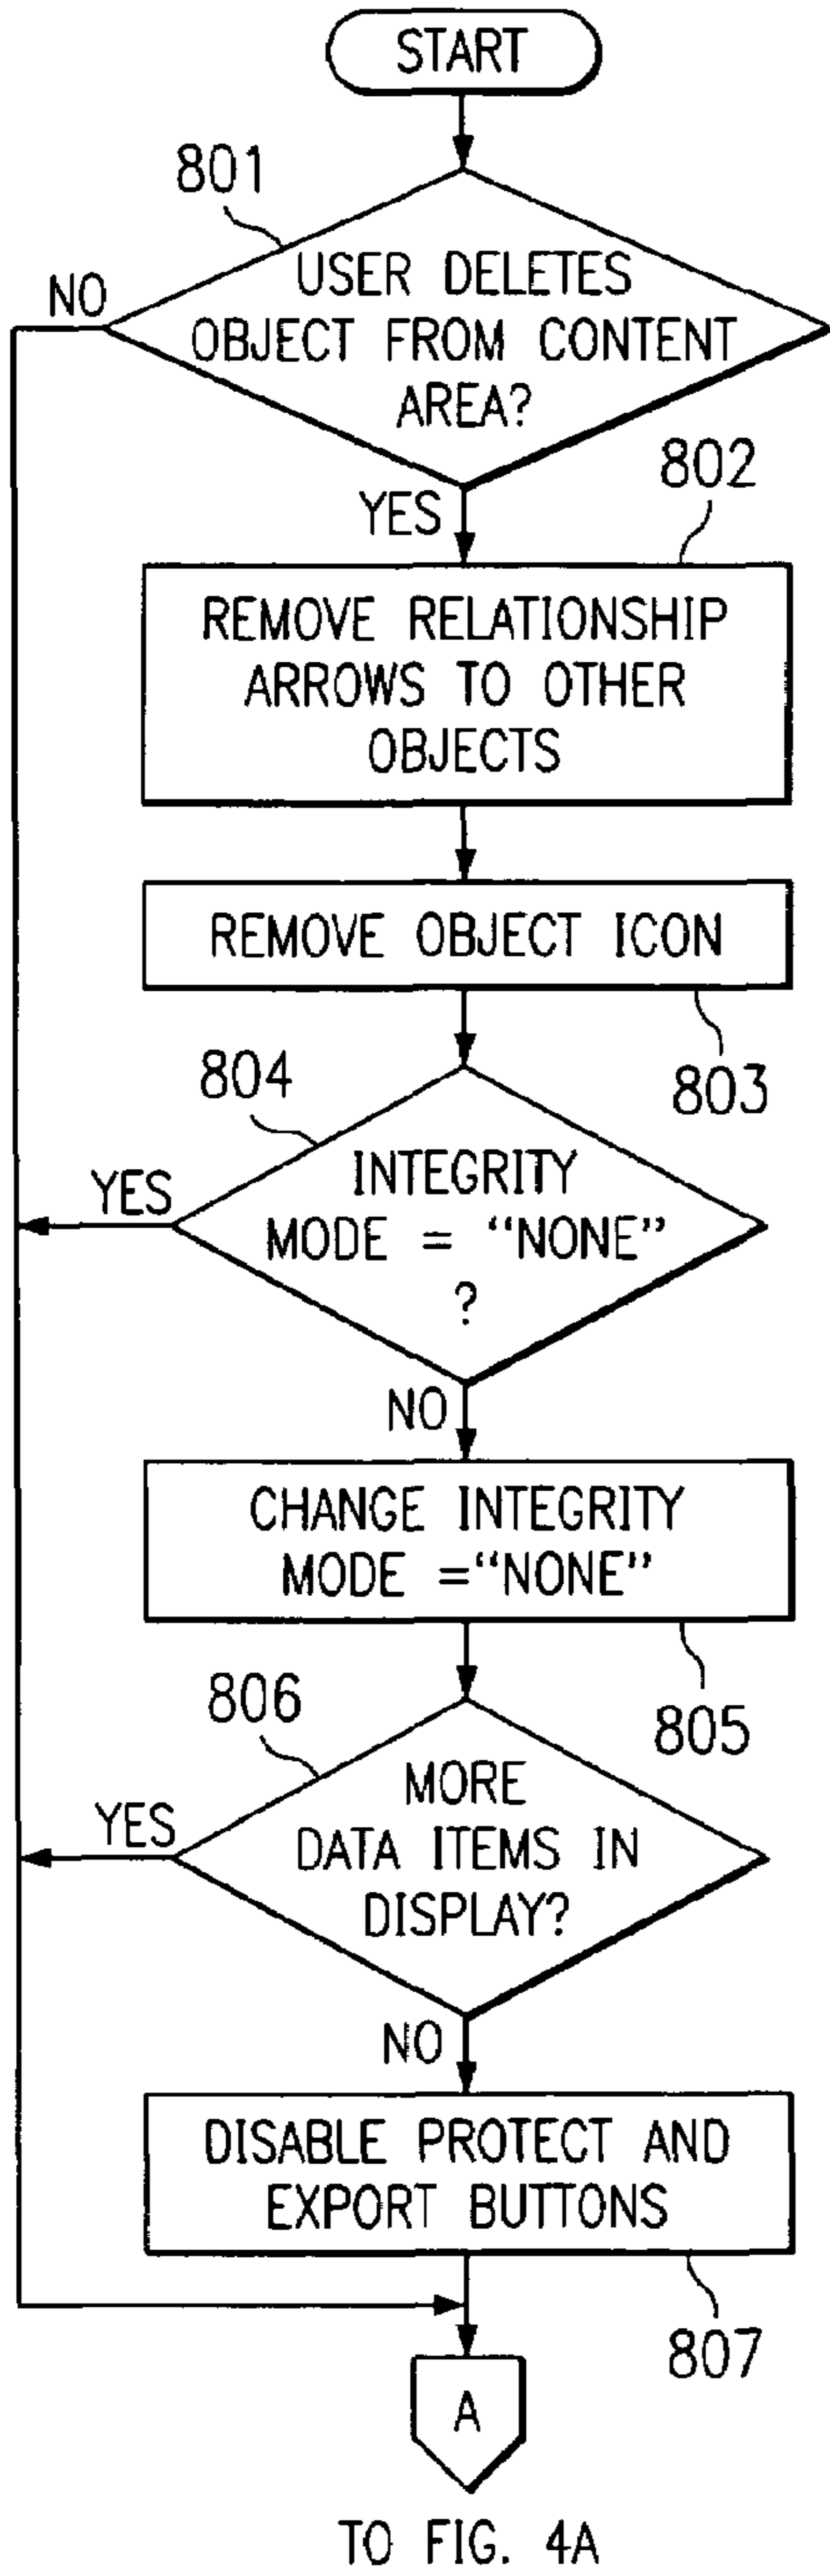 START
801
USER DELETES
OBJECT FROM CONTENT
AREA?
NO
YES
802
REMOVE RELATIONSHIP
ARROWS TO OTHER
OBJECTS
REMOVE OBJECT ICON
803
804
INTEGRITY
MODE = “NONE”
?
YES
NO
CHANGE INTEGRITY
MODE =“NONE”
805
806
MORE
DATA ITEMS IN
DISPLAY?
YES
NO
DISABLE PROTECT AND
EXPORT BUTTONS
807
A
TO FIG. 4A